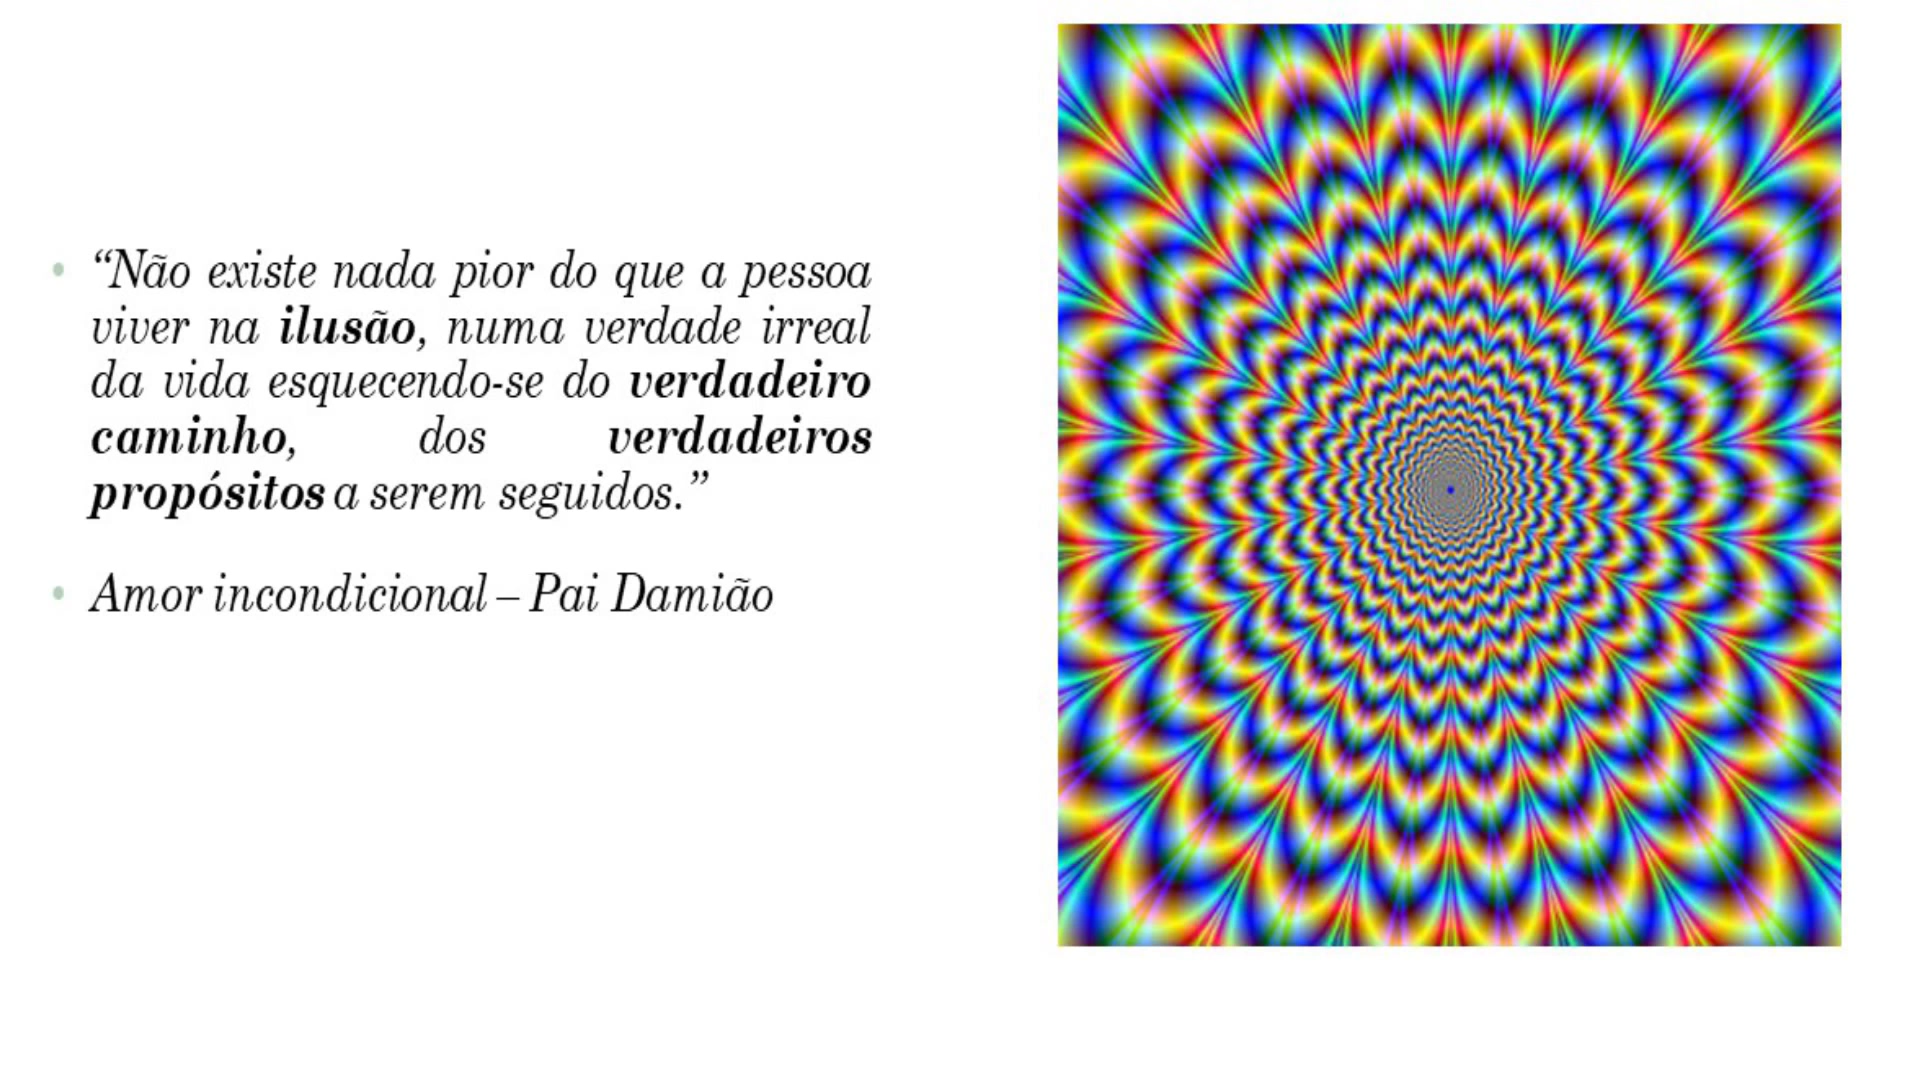 • “Não existe nada pior do que a pessoa
viver na ilusão, numa verdade irreal
da vida esquecendo-se do verdadeiro
caminho, dos verdadeiros
propósitos a serem seguidos.”
• Amor incondicional – Pai Damião